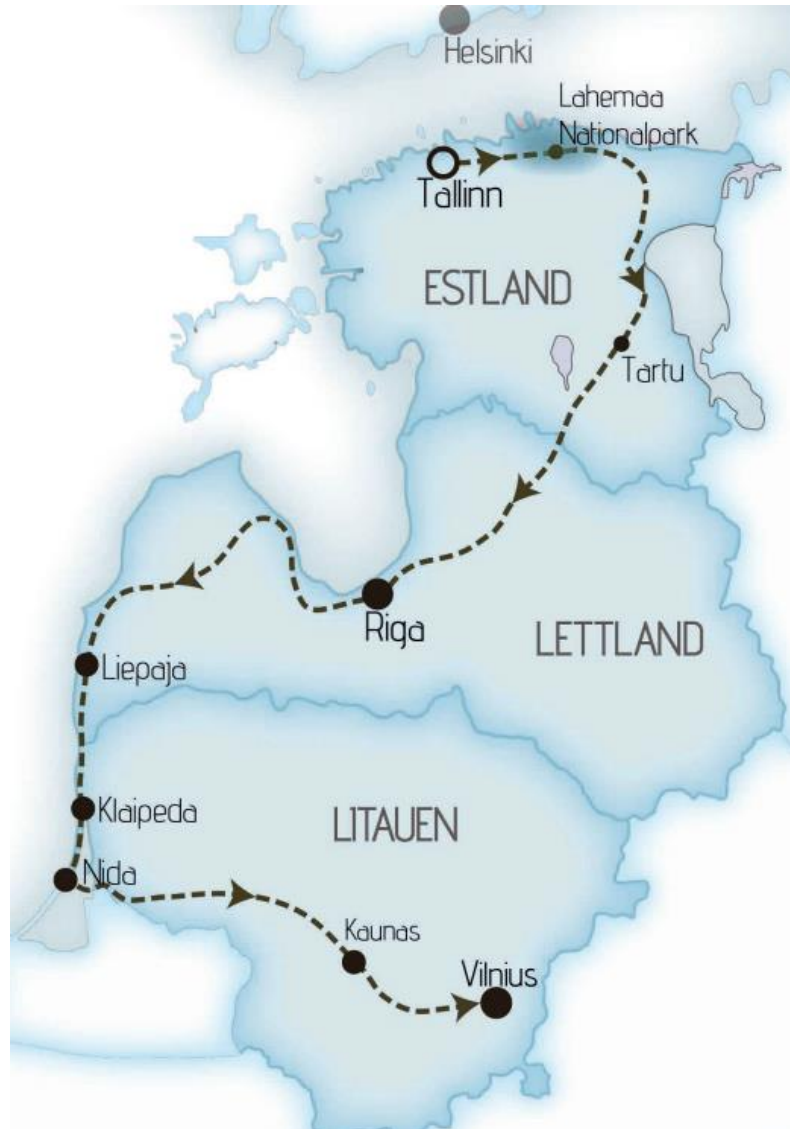 Helsinki
Lahemaa
Nationalpark
Tallinn
ESTLAND
Tartu
Riga
LETTLAND
Liepaja
Klaipeda
LITAUEN
Nida
Kaunas
Vilnius